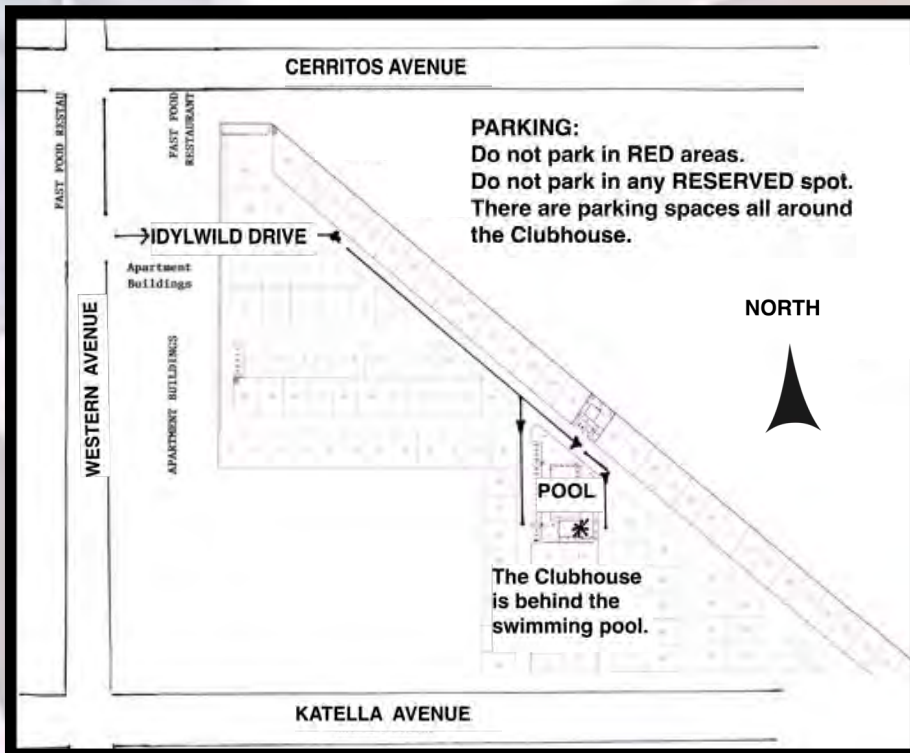 CERRITOS AVENUE
FAST FOOD RESTAU
FAST FOOD
RESTAURANT
PARKING:
Do not park in RED areas.
Do not park in any RESERVED spot.
There are parking spaces all around
the Clubhouse.
IDYLWILD DRIVE
Apartment
Buildings
NORTH
WESTERN AVENUE
APARTMENT BUILDINGS
POOL
The Clubhouse
is behind the
swimming pool.
KATELLA AVENUE